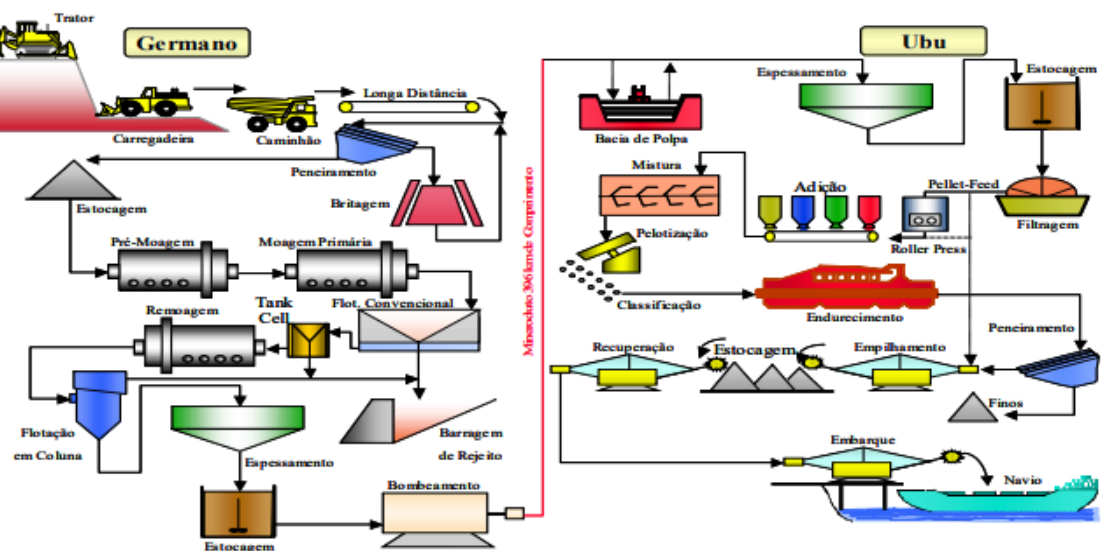 Trator
Germano
Longa Distância
Carregadeira
Caminhão
Peneiramento
Estocagem
Britagem
Pré-Moagem
Moagem Primária
Remoagem
Tank
Cell
Flot. Convencional
Flotação
em Coluna
Espessamento
Barragem
de Rejeito
Bombeamento
Estocagem
Mineroduto 396 km de Comprimento
Ubu
Espessamento
Estocagem
Bacia de Polpa
Mistura
Adição
Pellet-Feed
Filtragem
Pelotização
Roller Press
Classificação
Endurecimento
Peneiramento
Recuperação
Estocagem
Empilhamento
Finos
Embarque
Navio